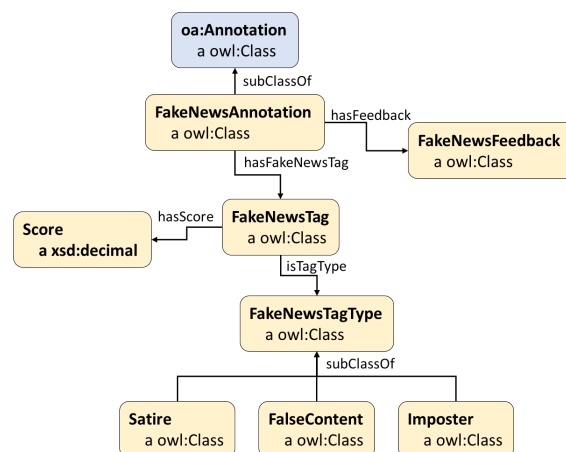 oa:Annotation
a owl:Class
subClassOf
FakeNewsAnnotation
a owl:Class
hasFeedback
FakeNewsFeedback
a owl:Class
hasFakeNewsTag
hasScore
FakeNewsTag
a owl:Class
Score
a xsd:decimal
isTagType
FakeNewsTagType
a owl:Class
subClassOf
Satire
a owl:Class
FalseContent
a owl:Class
Imposter
a owl:Class